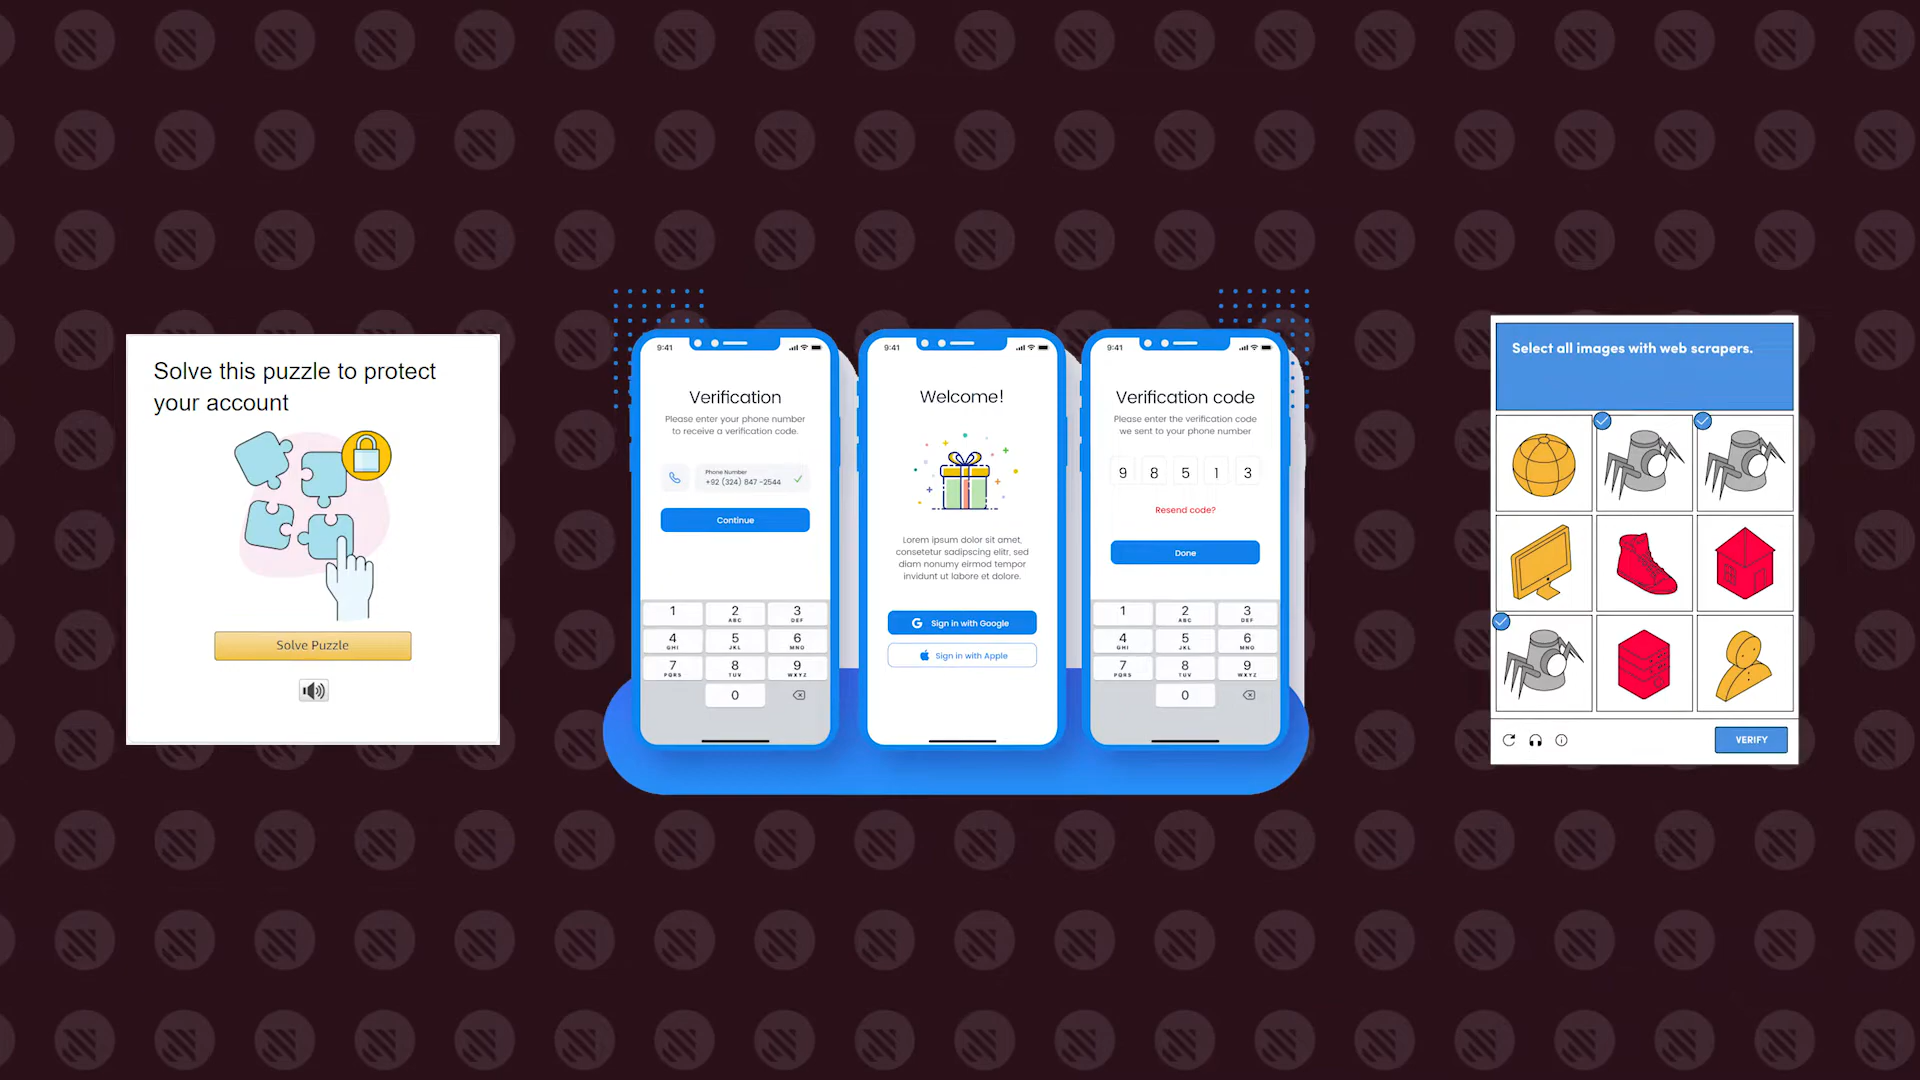 Solve this puzzle to protect
your account
Solve Puzzle
9:41
Verification
Please enter your phone number
to receive a verification code.
Phone Number
+92 (324) 847 -2544
Continue
1
2
ABC
3
DEF
4
GHI
5
JKL
6
MNO
7
PQRS
8
TUV
9
WXYZ
0
9:41
Welcome!
Lorem ipsum dolor sit amet,
consetetur sadipscing elitr, sed
diam nonumy eirmod tempor
invidunt ut labore et dolore.
G Sign in with Google
Sign in with Apple
9:41
Verification code
Please enter the verification code
we sent to your phone number
9 8 5 1 3
Resend code?
Done
1
2
ABC
3
DEF
4
GHI
5
JKL
6
MNO
7
PQRS
8
TUV
9
WXYZ
0
Select all images with web scrapers.
VERIFY